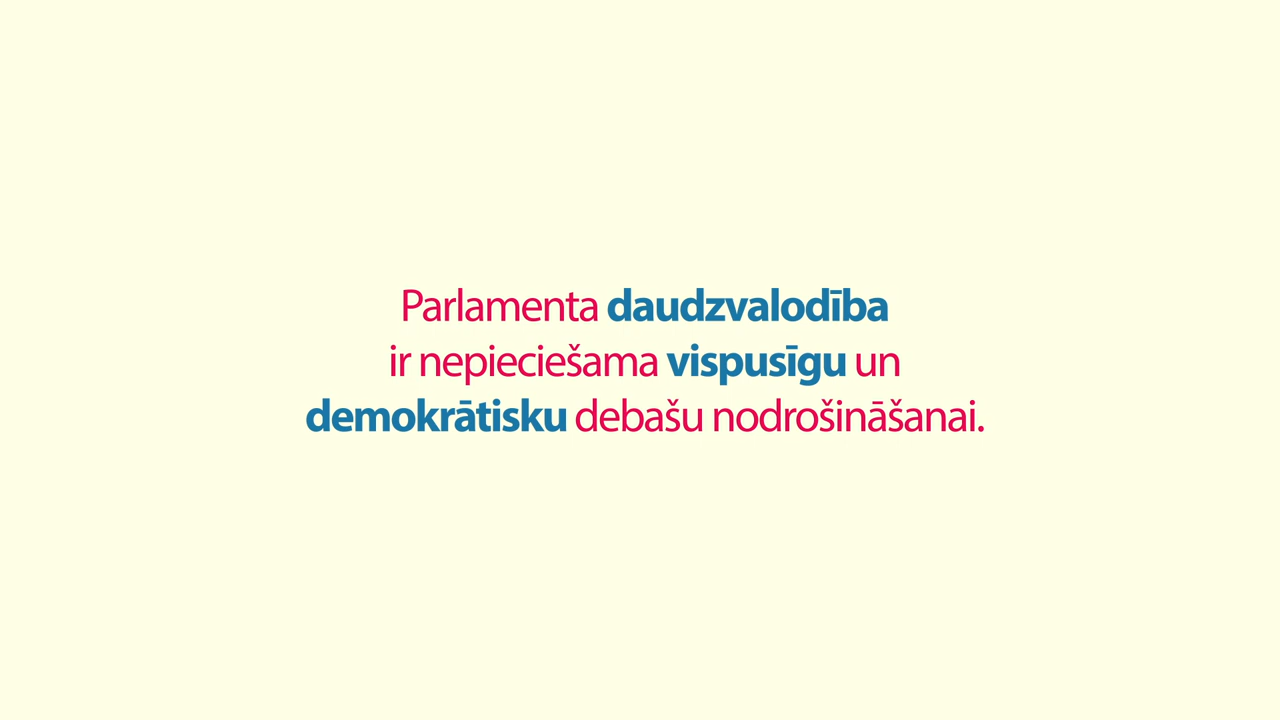 Parlamenta daudzvalodība
ir nepieciešama vispusīgu un
demokrātisku debašu nodrošināšanai.